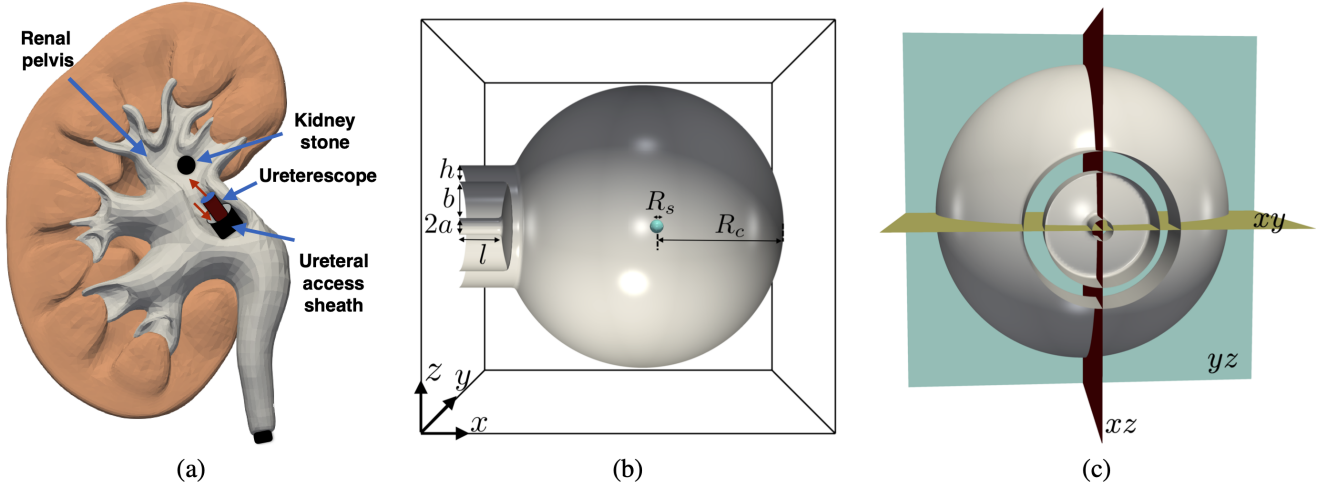 Renal
pelvis
Kidney
stone
Ureterescope
Ureteral
access
sheath
(a)
h
b
2a
l
R_s
R_c
z
y
x
(b)
xy
yz
xz
(c)